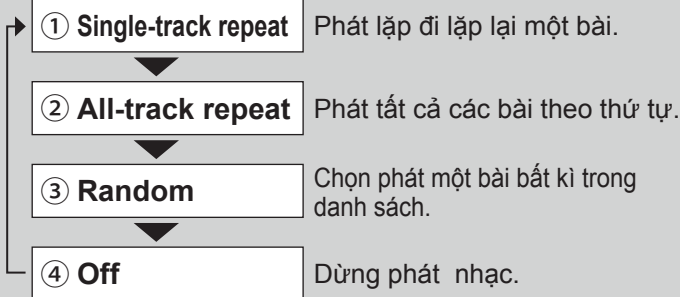 ① Single-track repeat Phát lặp đi lặp lại một bài.
② All-track repeat Phát tất cả các bài theo thứ tự.
③ Random Chọn phát một bài bất kì trong
danh sách.
④ Off Dừng phát nhạc.